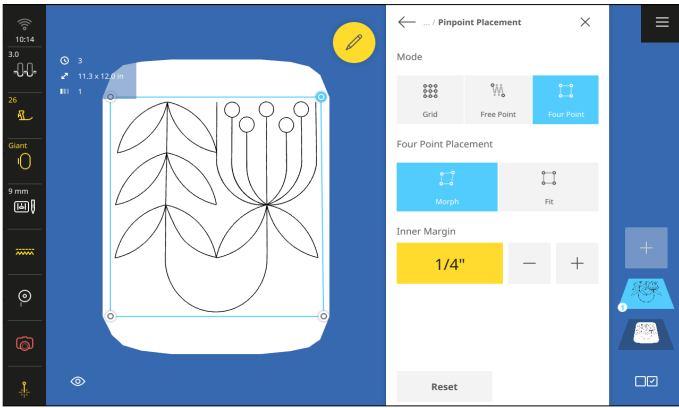 10:14
3.0
26
Giant
9 mm
3
11.3 x 12.0 in
1
... / Pinpoint Placement
Mode
Grid
Free Point
Four Point
Four Point Placement
Morph
Fit
Inner Margin
1/4"
Reset
1